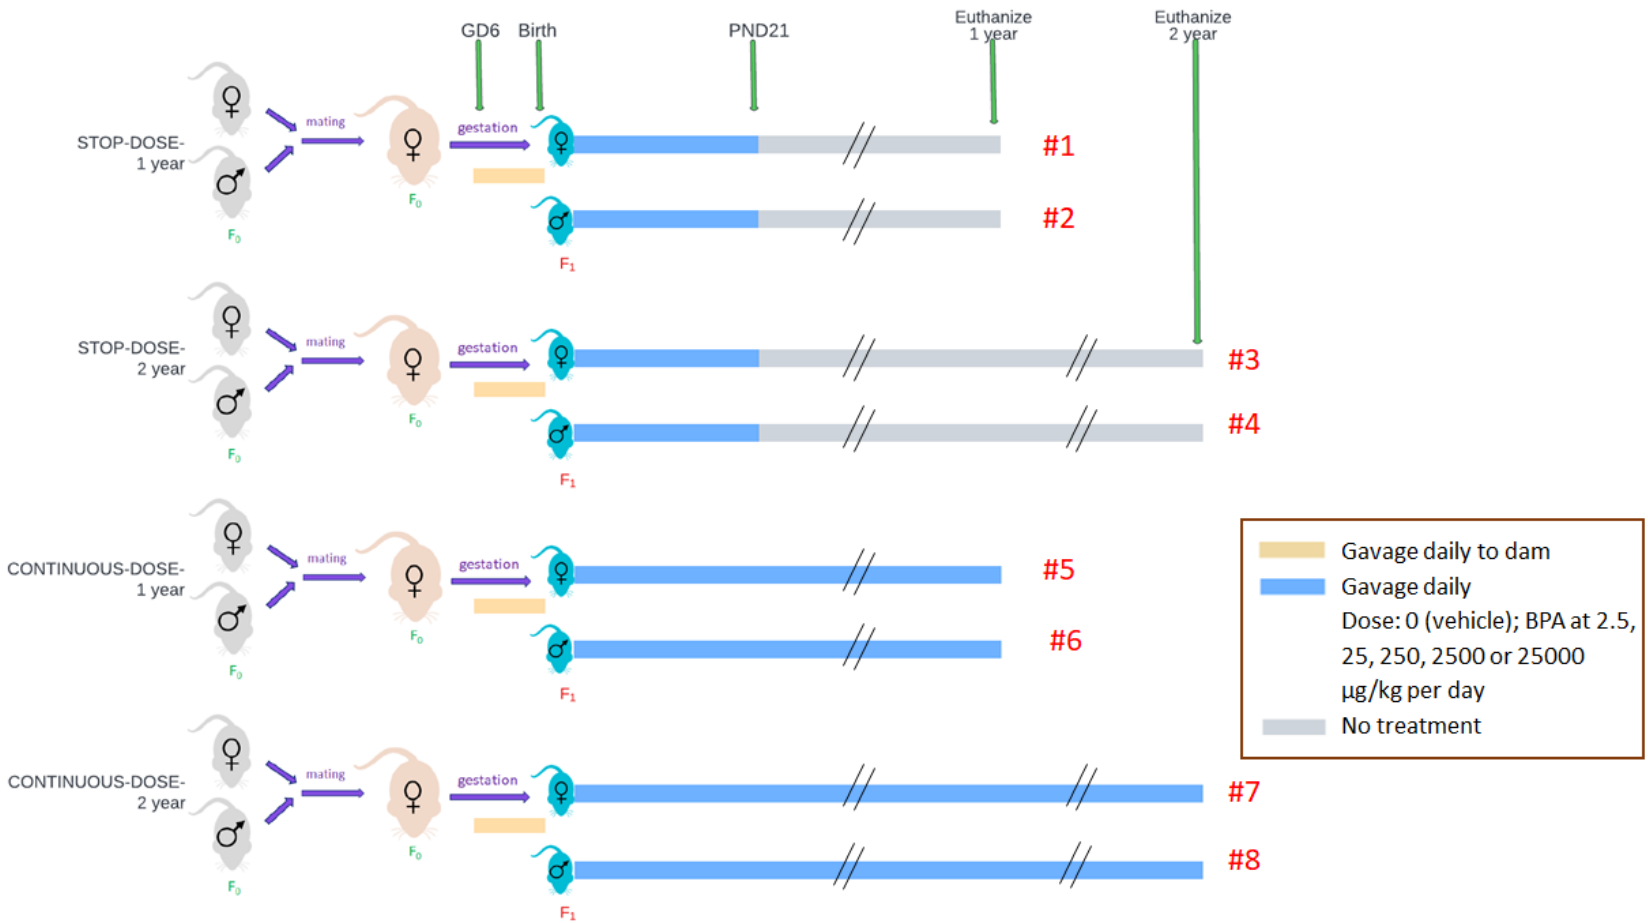 GD6
Birth
PND21
Euthanize
1 year
Euthanize
2 year
STOP-DOSE-
1 year
mating
gestation
F₀
F₀
F₁
#1
#2
STOP-DOSE-
2 year
mating
gestation
F₀
F₀
F₁
#3
#4
CONTINUOUS-DOSE-
1 year
mating
gestation
F₀
F₀
F₁
#5
#6
CONTINUOUS-DOSE-
2 year
mating
gestation
F₀
F₀
F₁
#7
#8
Gavage daily to dam
Gavage daily
Dose: 0 (vehicle); BPA at 2.5,
25, 250, 2500 or 25000
µg/kg per day
No treatment